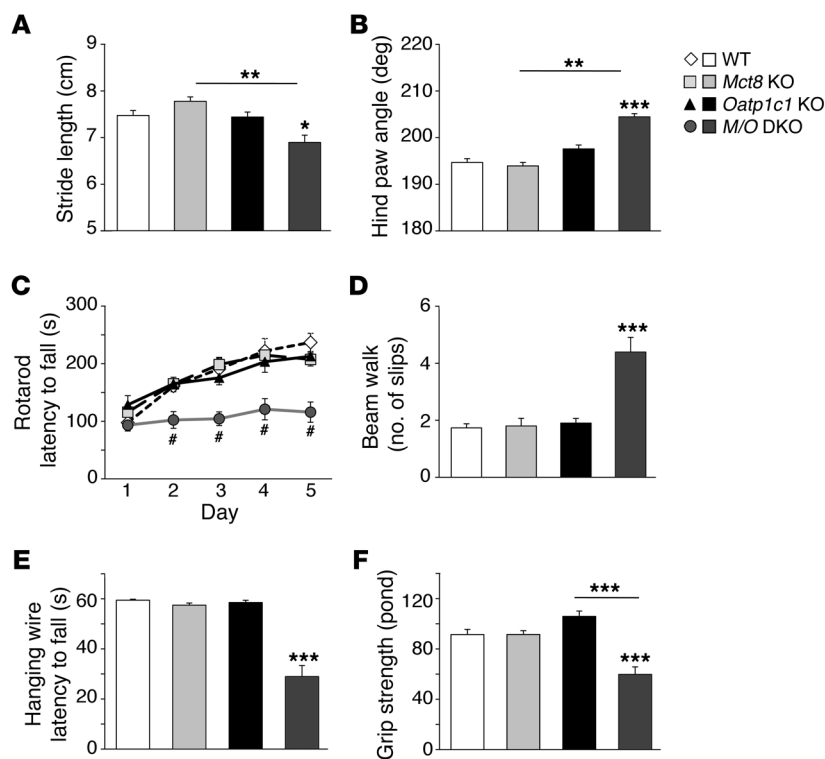 A
Stride length (cm)
9
8
7
6
5
**
*
B
Hind paw angle (deg)
220
210
200
190
180
**
***
WT
Mct8 KO
Oatp1c1 KO
M/O DKO
C
Rotarod
latency to fall (s)
300
200
100
00
# # # #
1 2 3 4 5
Day
D
Beam walk
(no. of slips)
6
4
2
0
***
E
Hanging wire
latency to fall (s)
60
40
20
0
***
F
Grip strength (pond)
120
80
40
0
***
***